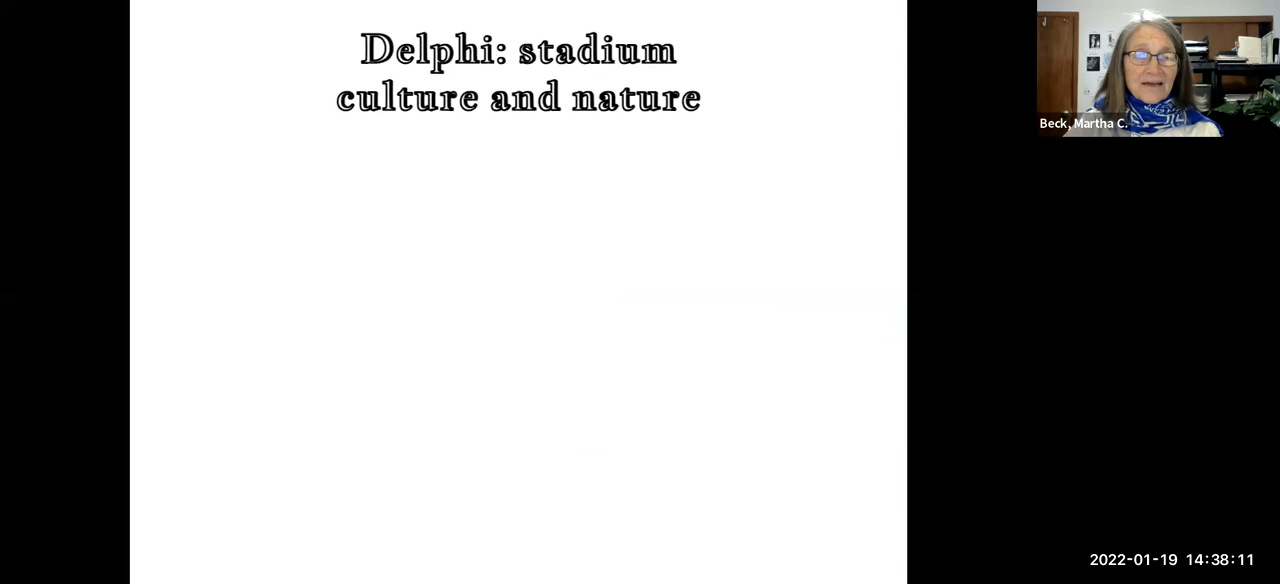 Delphi: stadium
culture and nature
Beck, Martha C.
2022-01-19 14:38:11